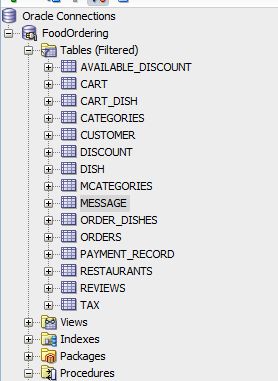 Oracle Connections
FoodOrdering
Tables (Filtered)
AVAILABLE_DISCOUNT
CART
CART_DISH
CATEGORIES
CUSTOMER
DISCOUNT
DISH
MCATEGORIES
MESSAGE
ORDER_DISHES
ORDERS
PAYMENT_RECORD
RESTAURANTS
REVIEWS
TAX
Views
Indexes
Packages
Procedures